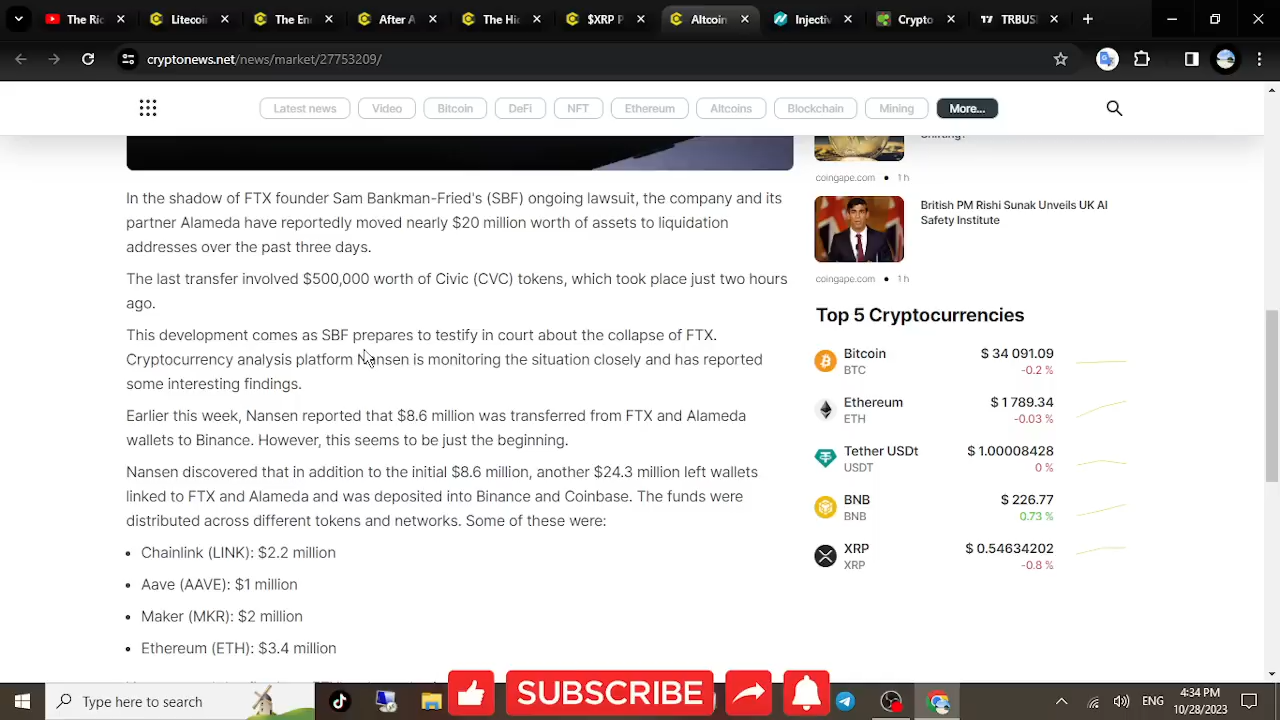 The Ric
Litecoi
The En
After A
The Hi
$XRP P
Altcoin
Injectiv
Crypto
TRBUS
cryptonews.net/news/market/27753209/
Latest news
Video
Bitcoin
DeFi
NFT
Ethereum
Altcoins
Blockchain
Mining
More...
In the shadow of FTX founder Sam Bankman-Fried's (SBF) ongoing lawsuit, the company and its
partner Alameda have reportedly moved nearly $20 million worth of assets to liquidation
addresses over the past three days.
The last transfer involved $500,000 worth of Civic (CVC) tokens, which took place just two hours
ago.
This development comes as SBF prepares to testify in court about the collapse of FTX.
Cryptocurrency analysis platform Nansen is monitoring the situation closely and has reported
some interesting findings.
Earlier this week, Nansen reported that $8.6 million was transferred from FTX and Alameda
wallets to Binance. However, this seems to be just the beginning.
Nansen discovered that in addition to the initial $8.6 million, another $24.3 million left wallets
linked to FTX and Alameda and was deposited into Binance and Coinbase. The funds were
distributed across different tokens and networks. Some of these were:
• Chainlink (LINK): $2.2 million
• Aave (AAVE): $1 million
• Maker (MKR): $2 million
• Ethereum (ETH): $3.4 million
coingape.com • 1 h
British PM Rishi Sunak Unveils UK AI
Safety Institute
coingape.com • 1 h
Top 5 Cryptocurrencies
Bitcoin $ 34 091.09
BTC -0.2 %
Ethereum $ 1 789.34
ETH -0.03 %
Tether USDt $ 1.00008428
USDT 0 %
BNB $ 226.77
BNB 0.73 %
XRP $ 0.54634202
XRP -0.8 %
SUBSCRIBE
Type here to search
ENG
4:34 PM
10/28/2023